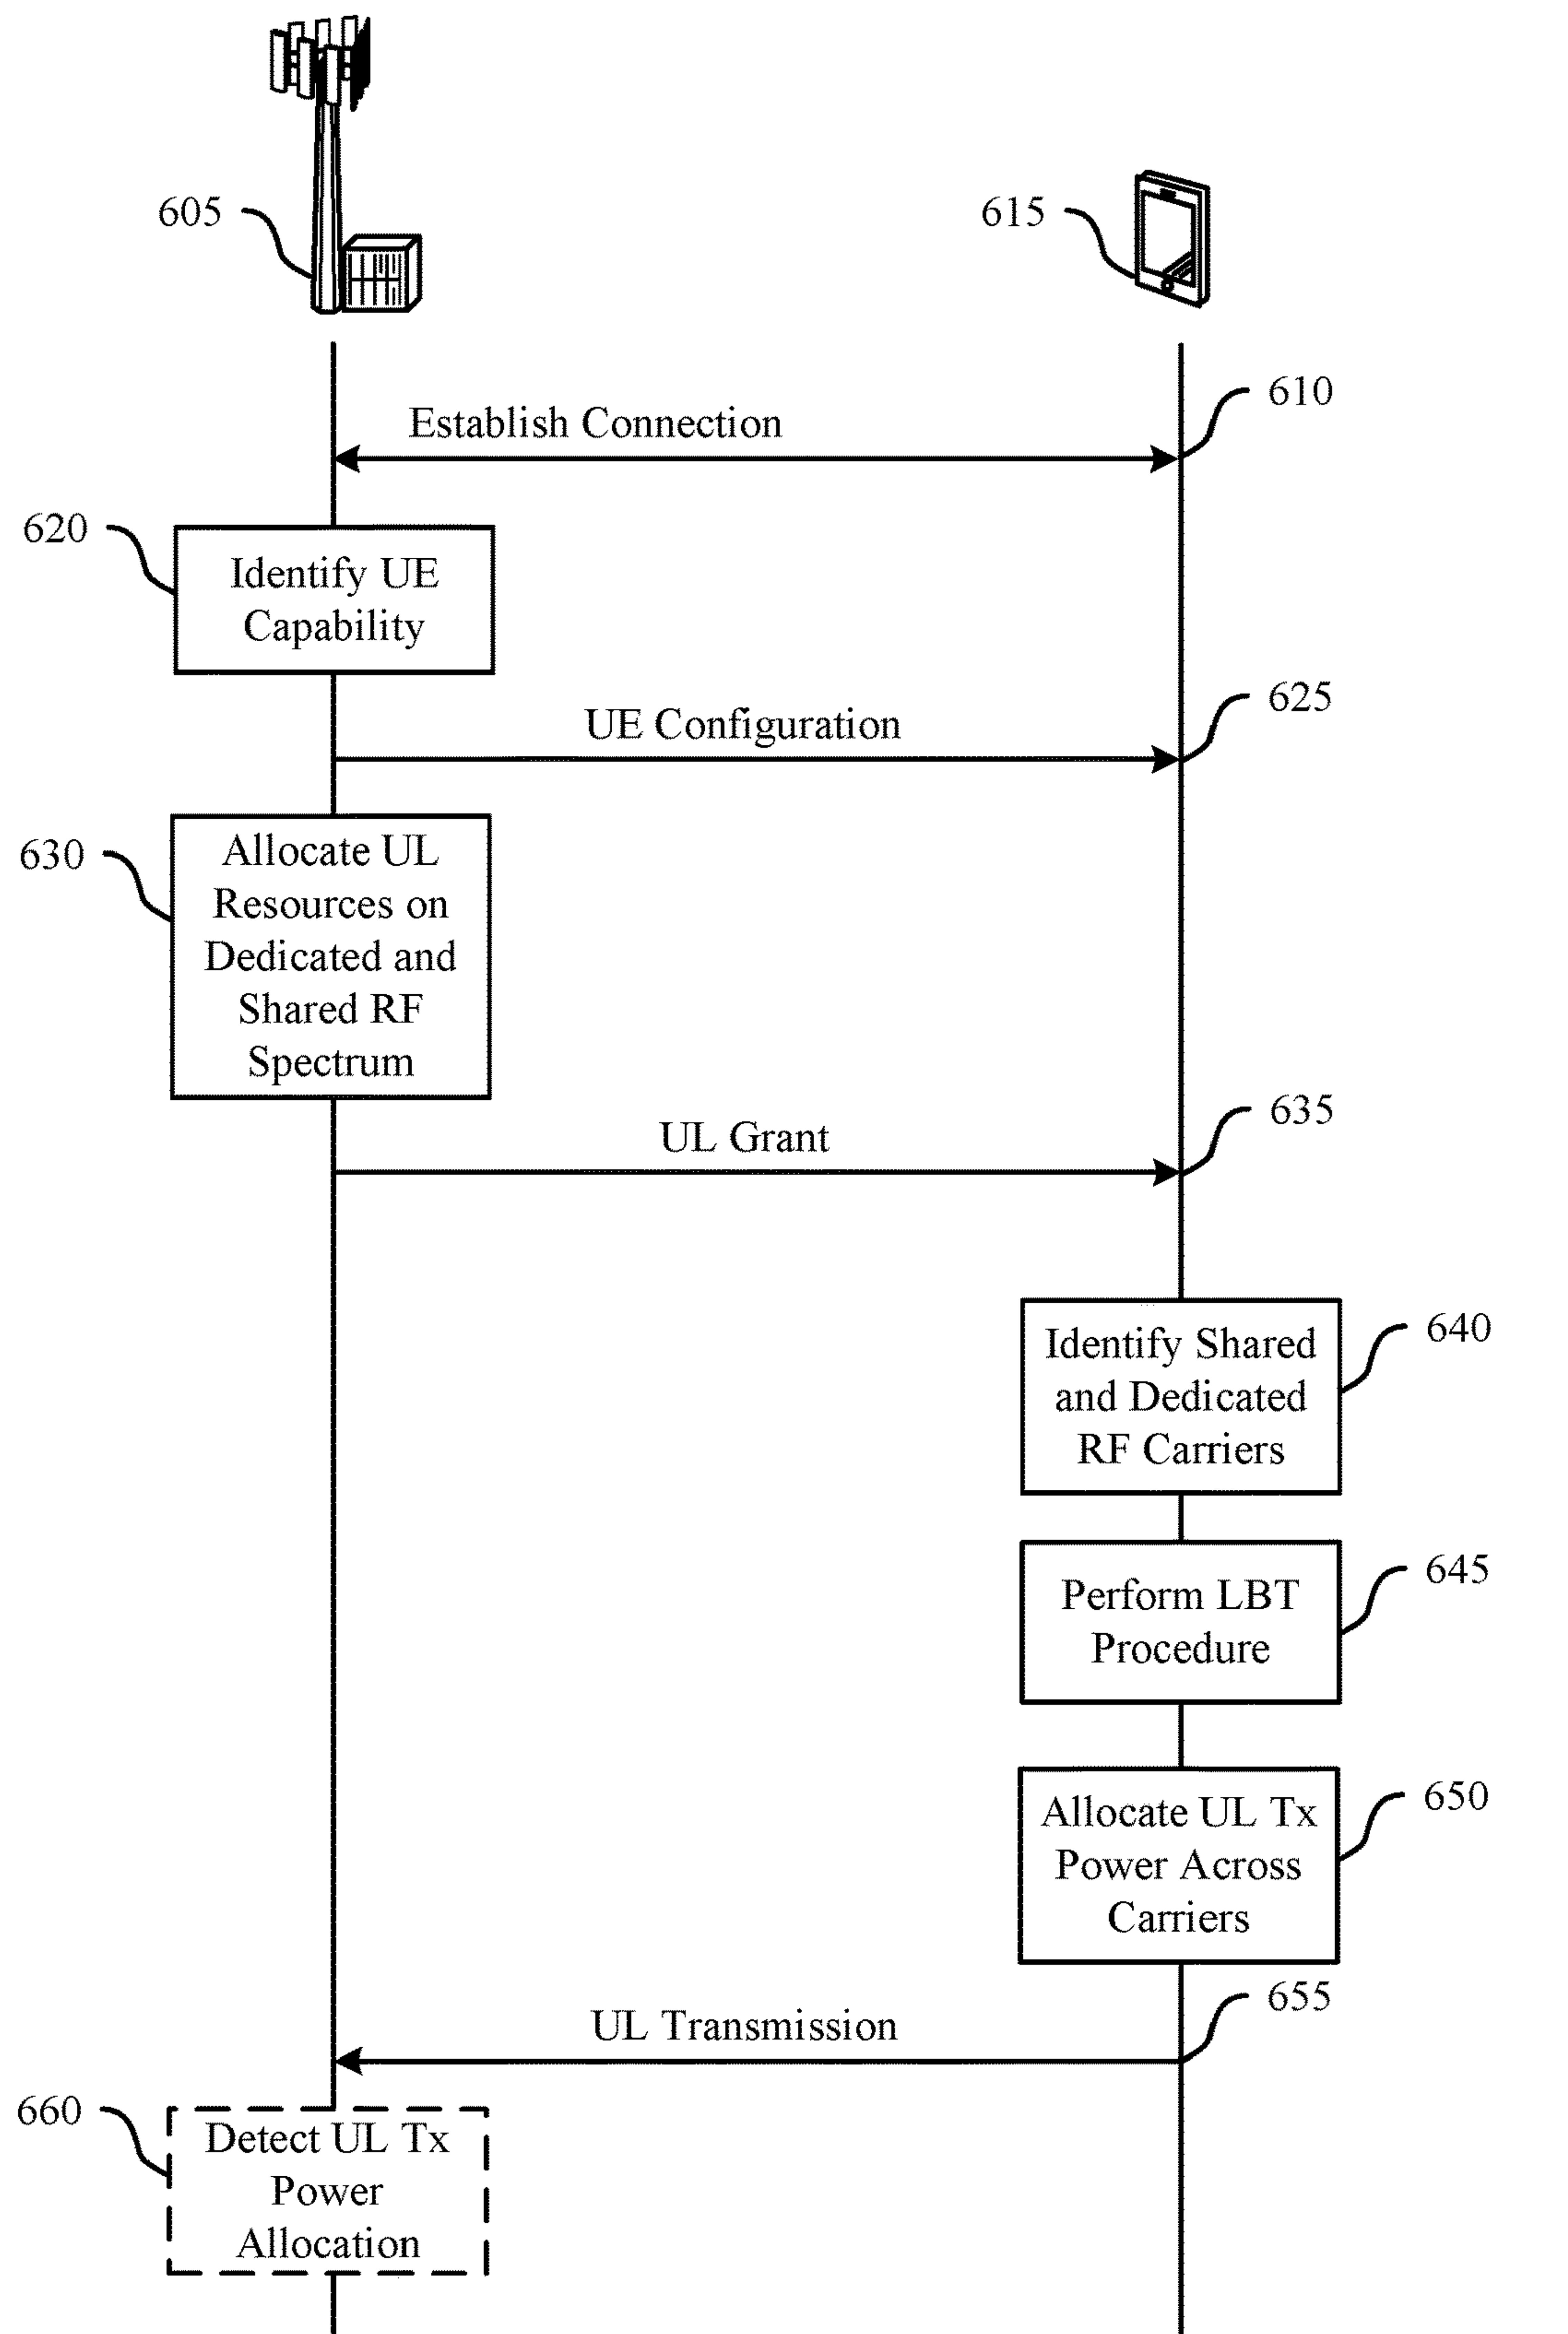 605
615
610
Establish Connection
620
Identify UE
Capability
625
UE Configuration
630
Allocate UL
Resources on
Dedicated and
Shared RF
Spectrum
635
UL Grant
640
Identify Shared
and Dedicated
RF Carriers
645
Perform LBT
Procedure
650
Allocate UL Tx
Power Across
Carriers
655
UL Transmission
660
Detect UL Tx
Power
Allocation